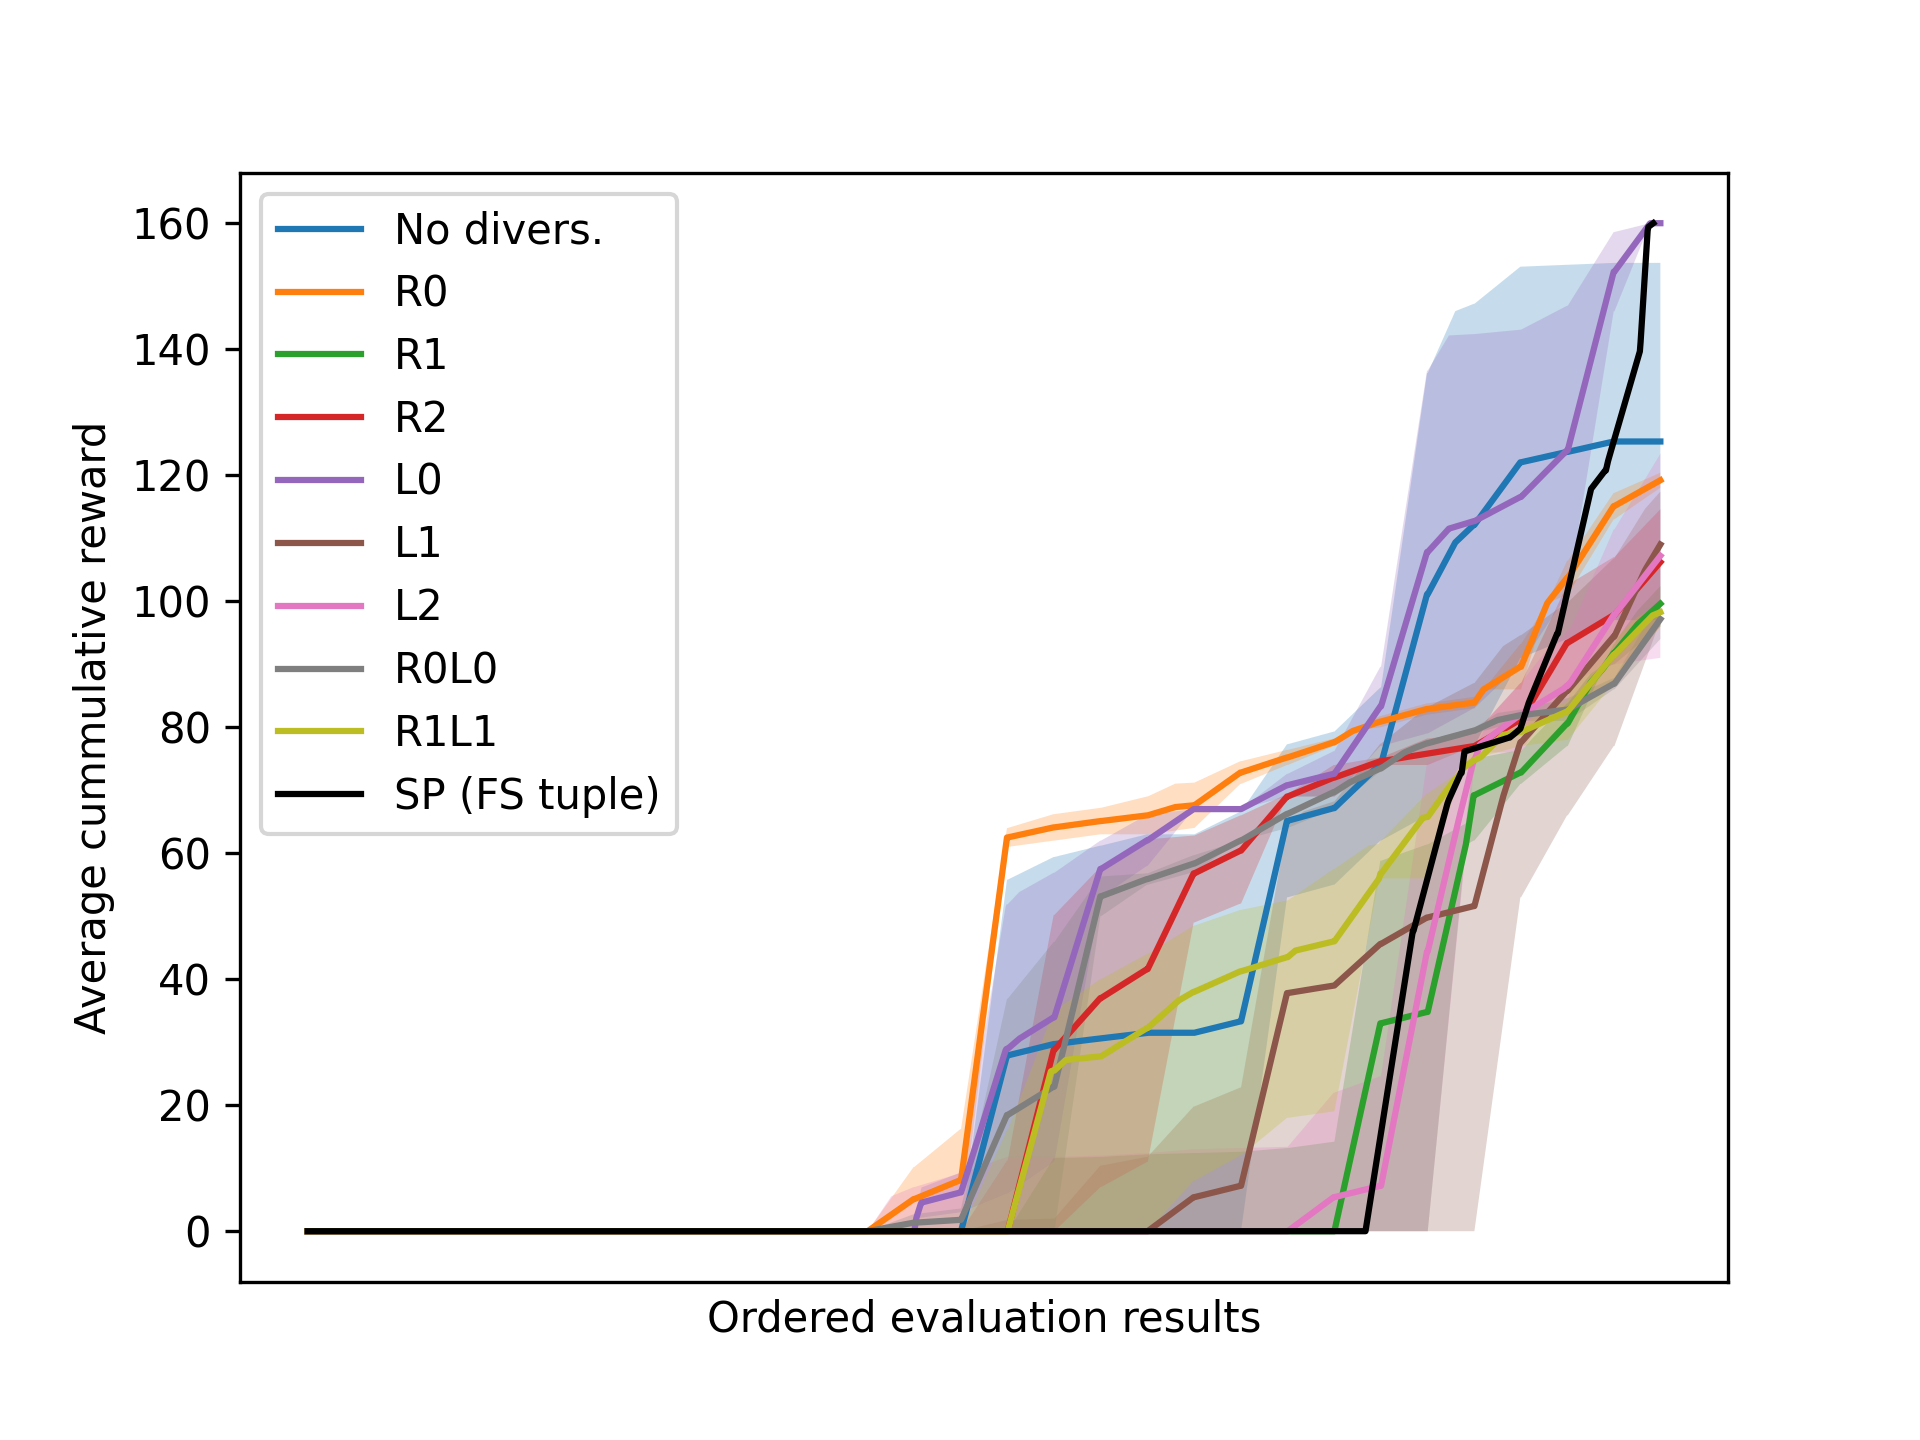 160
140
120
100
80
60
40
20
0
Average cummulative reward
No divers.
R0
R1
R2
L0
L1
L2
R0L0
R1L1
SP (FS tuple)
Ordered evaluation results